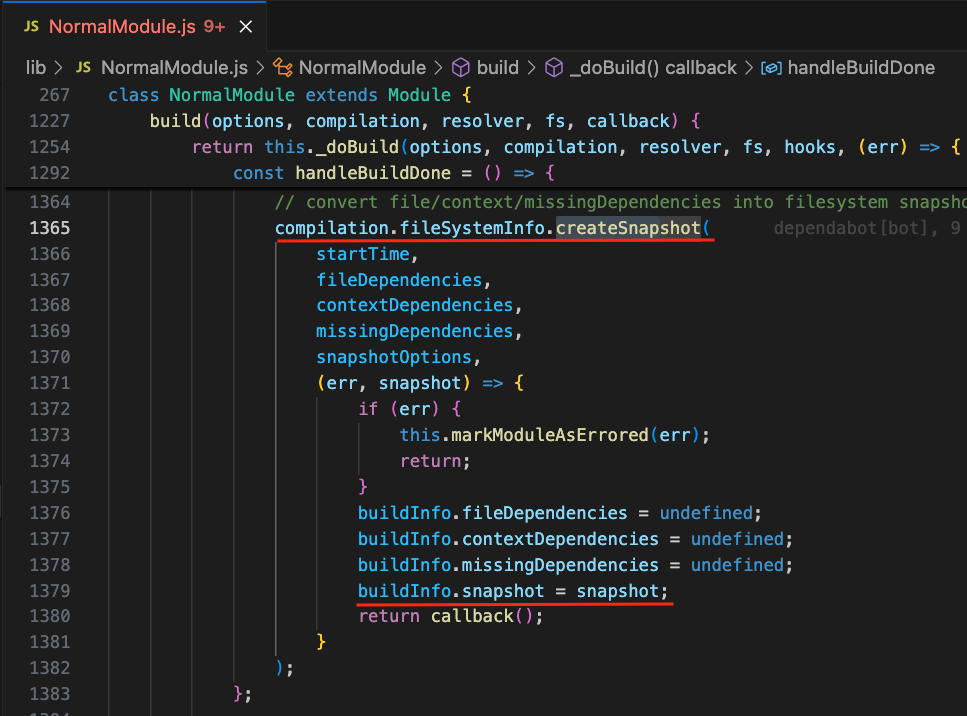 JS NormalModule.js 9+ ×
lib > JS NormalModule.js > NormalModule > build > _doBuild() callback > handleBuildDone
267 class NormalModule extends Module {
1227 build(options, compilation, resolver, fs, callback) {
1254 return this._doBuild(options, compilation, resolver, fs, hooks, (err) => {
1292 const handleBuildDone = () => {
1364 // convert file/context/missingDependencies into filesystem snapsho
1365 compilation.fileSystemInfo.createSnapshot( dependabot[bot], 9
1366 startTime,
1367 fileDependencies,
1368 contextDependencies,
1369 missingDependencies,
1370 snapshotOptions,
1371 (err, snapshot) => {
1372 if (err) {
1373 this.markModuleAsErrored(err);
1374 return;
1375 }
1376 buildInfo.fileDependencies = undefined;
1377 buildInfo.contextDependencies = undefined;
1378 buildInfo.missingDependencies = undefined;
1379 buildInfo.snapshot = snapshot;
1380 return callback();
1381 }
1382 );
1383 };